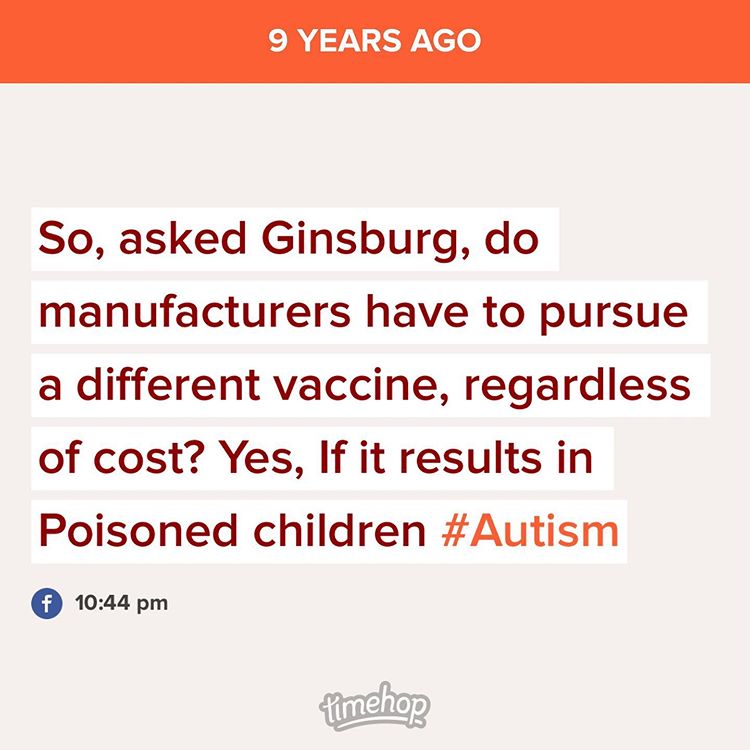 9 YEARS AGO
So, asked Ginsburg, do
manufacturers have to pursue
a different vaccine, regardless
of cost? Yes, If it results in
Poisoned children #Autism
f 10:44 pm
timehop